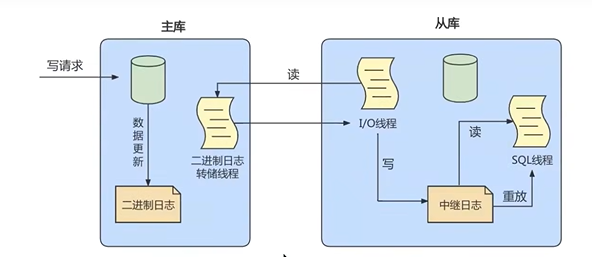 主库
从库
写请求
读
数据更新
二进制日志
转储线程
I/O线程
读
SQL线程
写
二进制日志
中继日志
重放